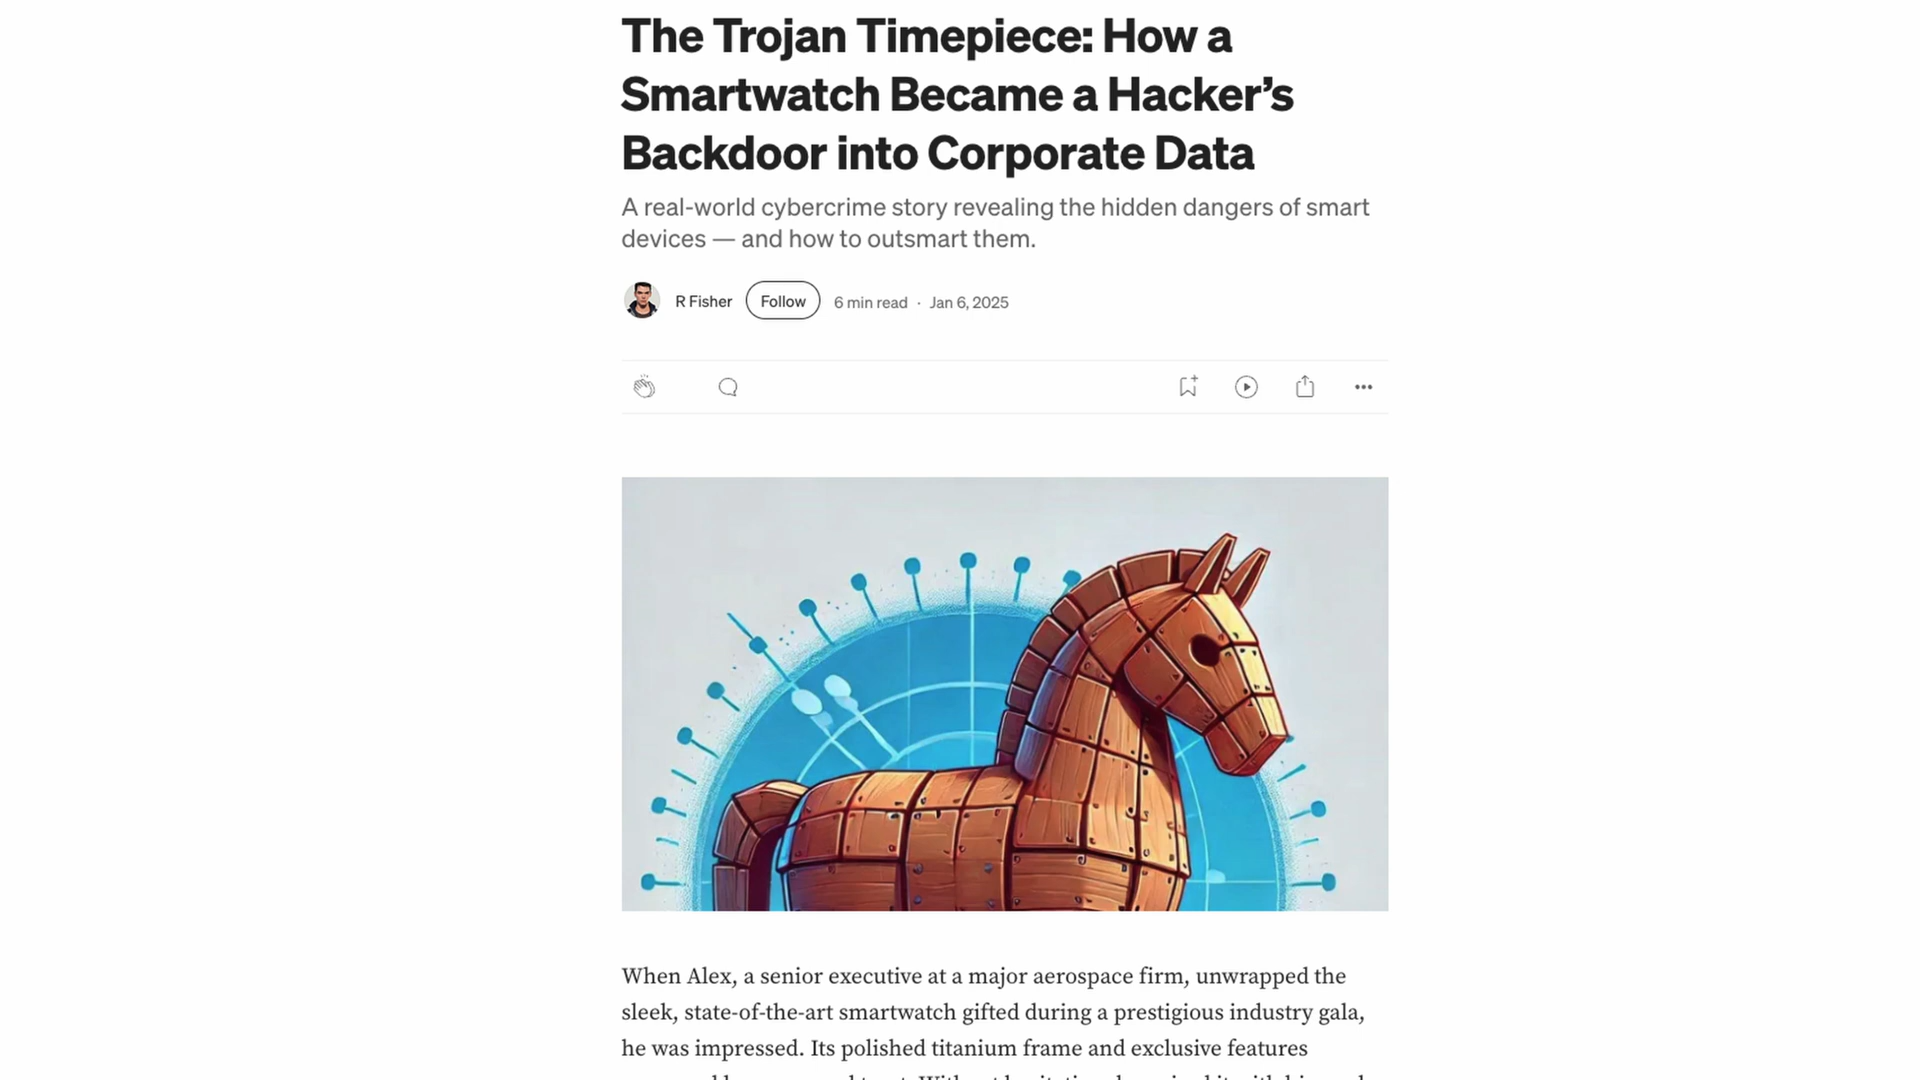 The Trojan Timepiece: How a
Smartwatch Became a Hacker’s
Backdoor into Corporate Data
A real-world cybercrime story revealing the hidden dangers of smart
devices — and how to outsmart them.
R Fisher Follow 6 min read · Jan 6, 2025
When Alex, a senior executive at a major aerospace firm, unwrapped the
sleek, state-of-the-art smartwatch gifted during a prestigious industry gala,
he was impressed. Its polished titanium frame and exclusive features